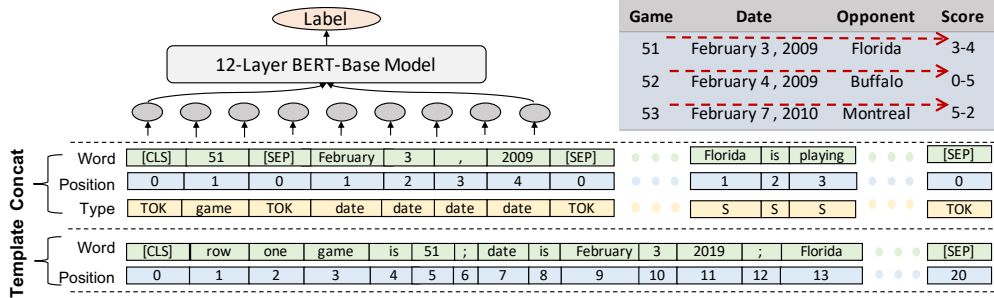 Label
12-Layer BERT-Base Model
Game Date Opponent Score
51 February 3 , 2009 Florida 3-4
52 February 4 , 2009 Buffalo 0-5
53 February 7 , 2010 Montreal 5-2
Concat
Word [CLS] 51 [SEP] February 3 , 2009 [SEP] Florida is playing [SEP]
Position 0 1 0 1 2 3 4 0 1 2 3 0
Type TOK game TOK date date date date TOK S S S TOK
Template
Word [CLS] row one game is 51 ; date is February 3 2019 ; Florida [SEP]
Position 0 1 2 3 4 5 6 7 8 9 10 11 12 13 20